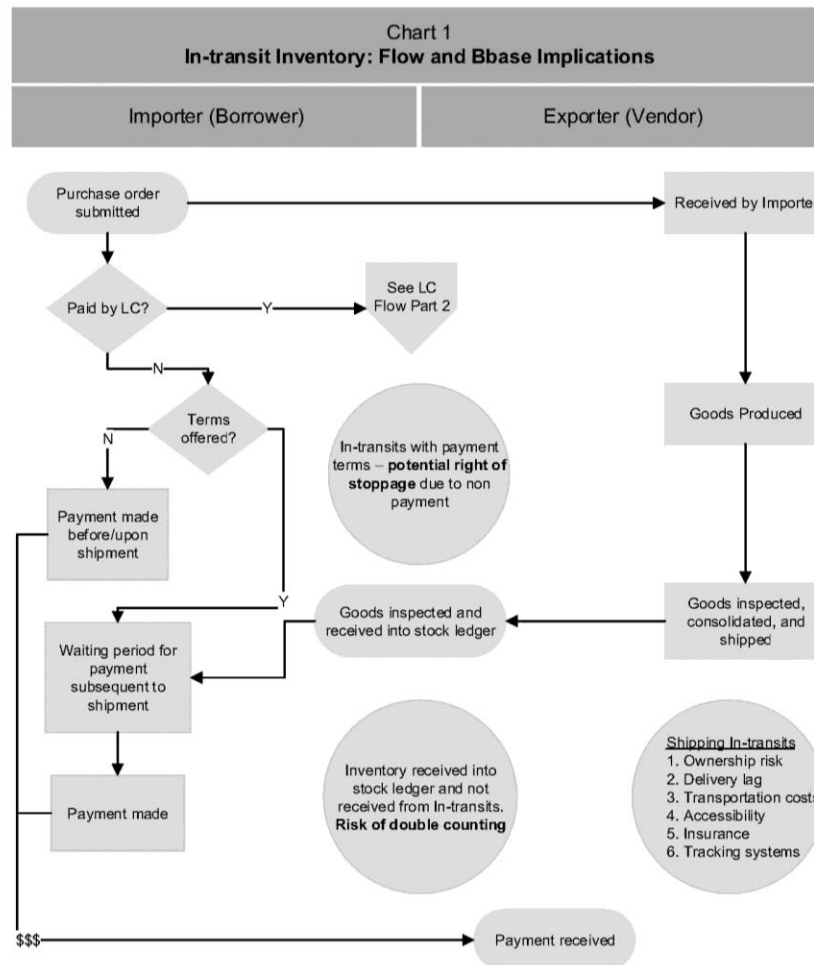 Chart 1
In-transit Inventory: Flow and Bbase Implications
Importer (Borrower)
Exporter (Vendor)
Purchase order
submitted
Received by Importe
Paid by LC?
Y
See LC
Flow Part 2
N
Terms
offered?
N
In-transits with payment
terms – potential right of
stoppage due to non
payment
Goods Produced
Payment made
before/upon
shipment
Y
Goods inspected and
received into stock ledger
Goods inspected,
consolidated, and
shipped
Waiting period for
payment
subsequent to
shipment
Inventory received into
stock ledger and not
received from In-transits.
Risk of double counting
Shipping In-transits
1. Ownership risk
2. Delivery lag
3. Transportation costs
4. Accessibility
5. Insurance
6. Tracking systems
Payment made
$$$
Payment received